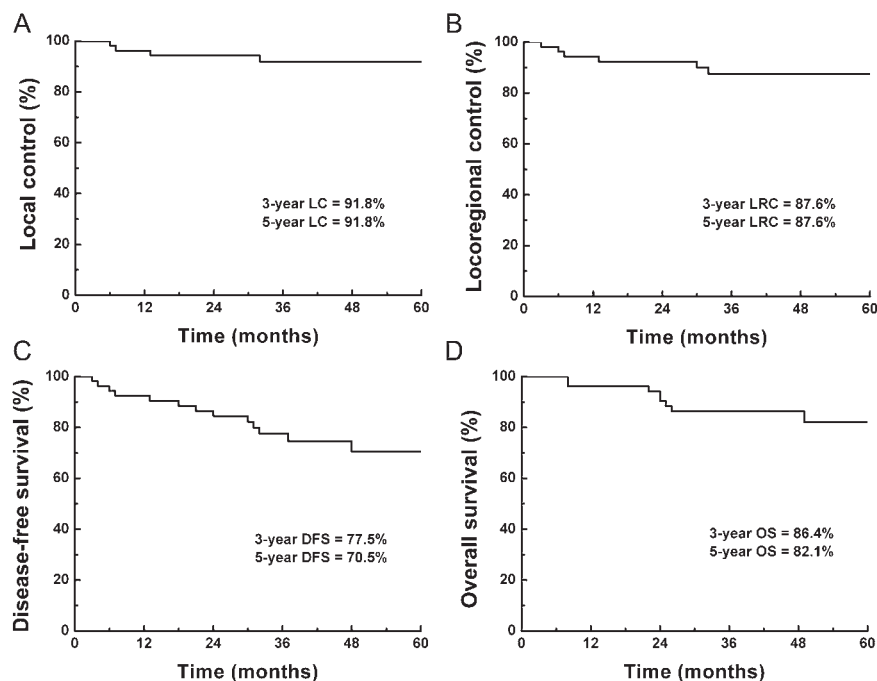 A
Local control (%)
100
80
60
40
20
0
3-year LC = 91.8%
5-year LC = 91.8%
0 12 24 36 48 60
Time (months)
B
Locoregional control (%)
100
80
60
40
20
0
3-year LRC = 87.6%
5-year LRC = 87.6%
0 12 24 36 48 60
Time (months)
C
Disease-free survival (%)
100
80
60
40
20
0
3-year DFS = 77.5%
5-year DFS = 70.5%
0 12 24 36 48 60
Time (months)
D
Overall survival (%)
100
80
60
40
20
0
3-year OS = 86.4%
5-year OS = 82.1%
0 12 24 36 48 60
Time (months)